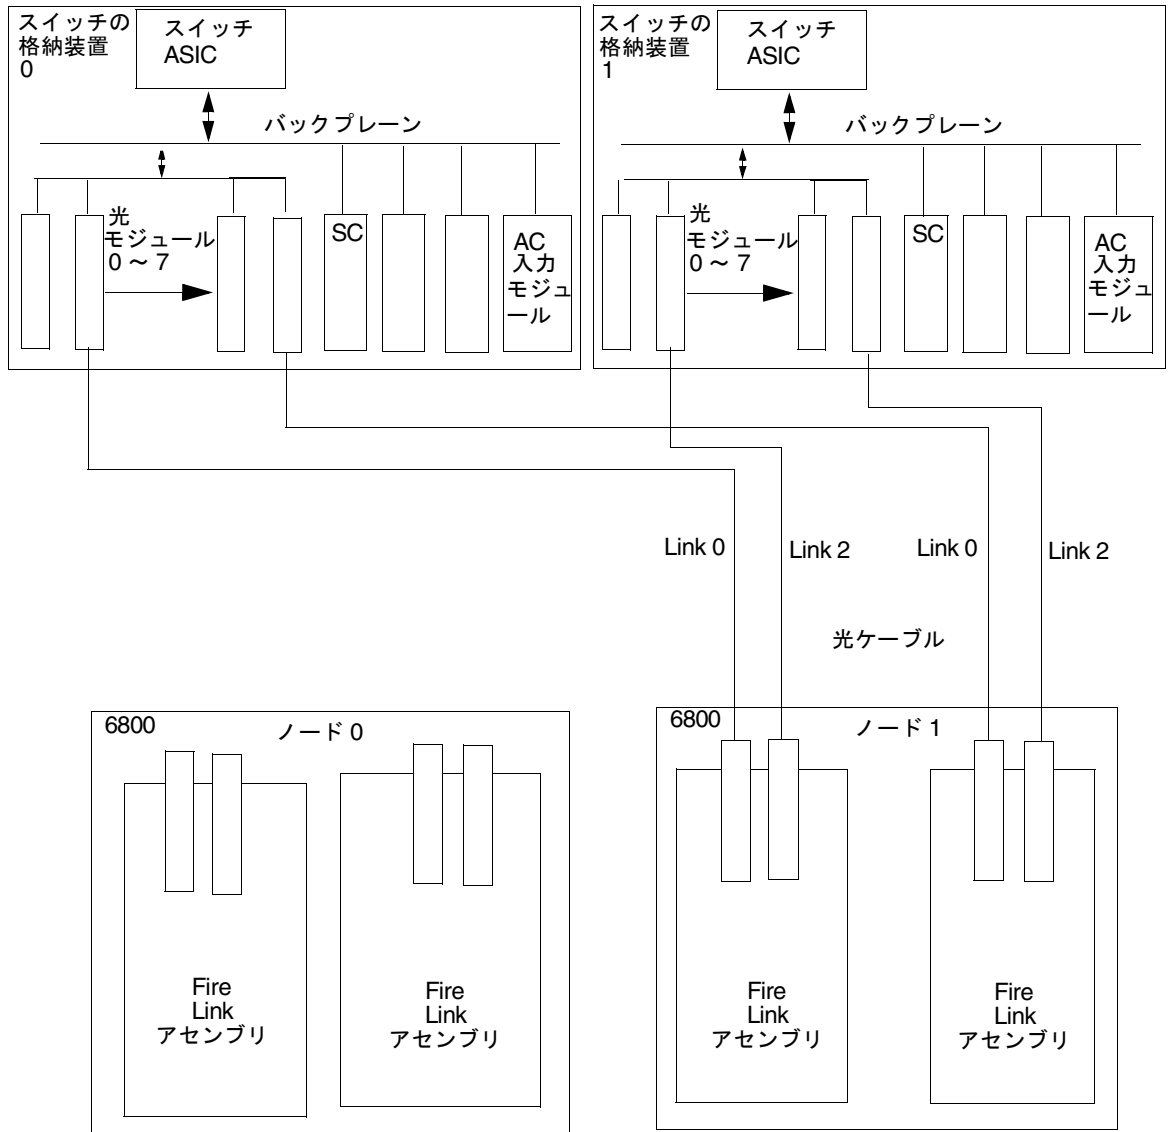 スイッチの
格納装置
0
スイッチ
ASIC
バックプレーン
光
モジュール
0 ~ 7
SC
AC
入力
モジュ
ール
スイッチの
格納装置
1
スイッチ
ASIC
バックプレーン
光
モジュール
0 ~ 7
SC
AC
入力
モジュ
ール
Link 0
Link 2
Link 0
Link 2
光ケーブル
6800
ノード 0
Fire
Link
アセンブリ
Fire
Link
アセンブリ
6800
ノード 1
Fire
Link
アセンブリ
Fire
Link
アセンブリ